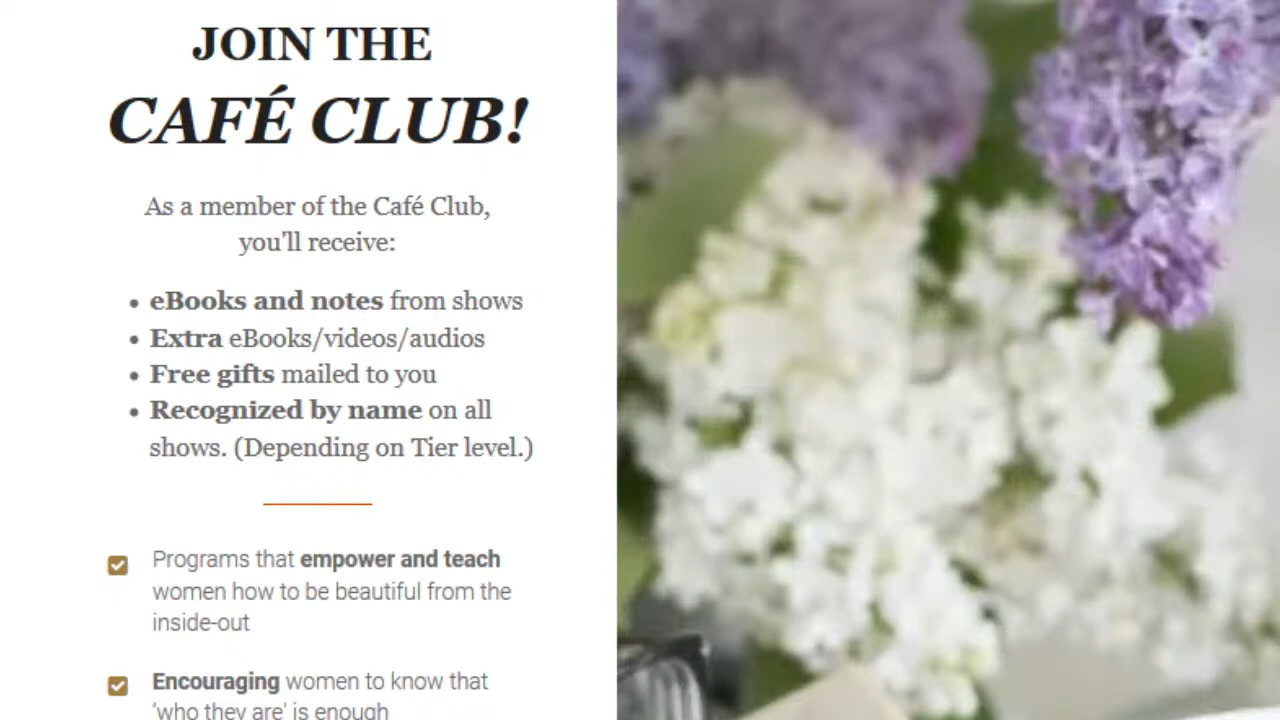 JOIN THE
CAFÉ CLUB!
As a member of the Café Club,
you'll receive:
• eBooks and notes from shows
• Extra eBooks/videos/audios
• Free gifts mailed to you
• Recognized by name on all
shows. (Depending on Tier level.)
Programs that empower and teach
women how to be beautiful from the
inside-out
Encouraging women to know that
'who they are' is enough